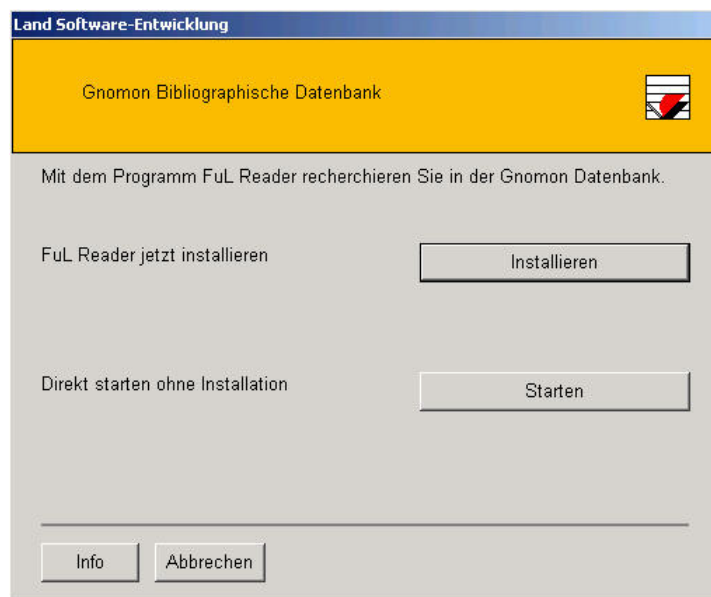 Land Software-Entwicklung
Gnomon Bibliographische Datenbank
Mit dem Programm FuL Reader recherchieren Sie in der Gnomon Datenbank.
FuL Reader jetzt installieren
Installieren
Direkt starten ohne Installation
Starten
Info
Abbrechen